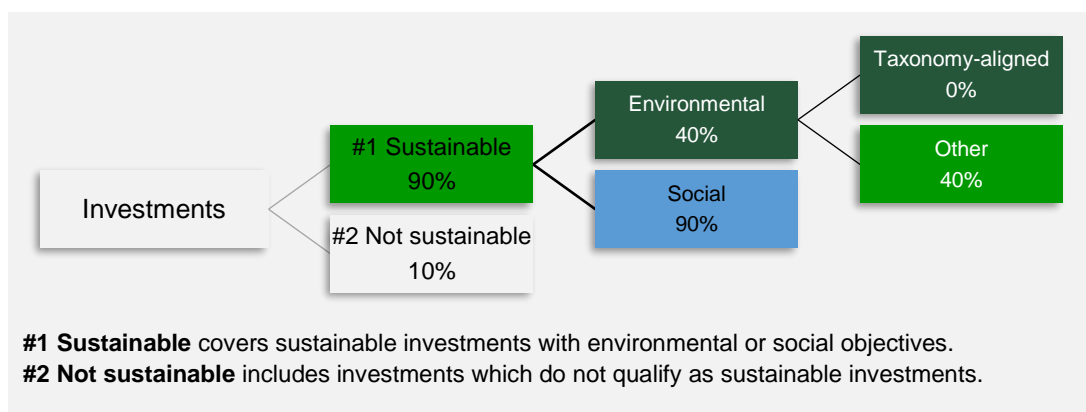 Investments
#1 Sustainable
90%
#2 Not sustainable
10%
Environmental
40%
Social
90%
Taxonomy-aligned
0%
Other
40%
#1 Sustainable covers sustainable investments with environmental or social objectives.
#2 Not sustainable includes investments which do not qualify as sustainable investments.